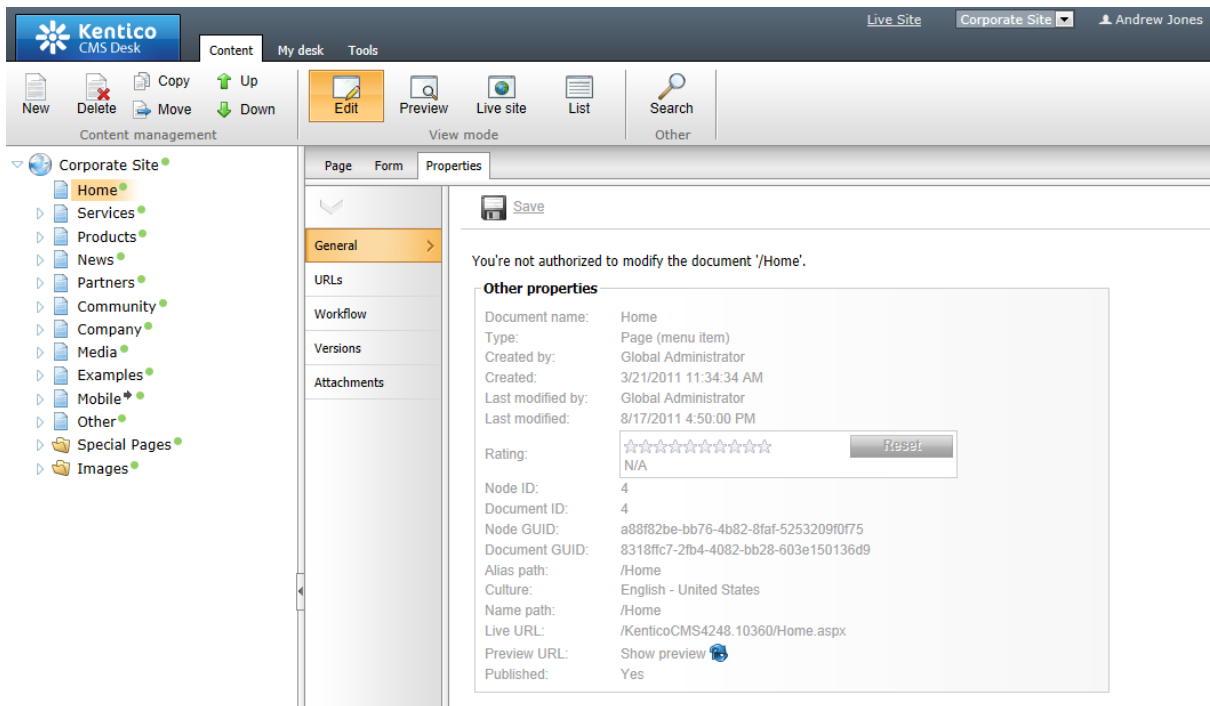 Kentico
CMS Desk
Live Site
Corporate Site
Andrew Jones
Content
My desk
Tools
New
Delete
Copy
Move
Up
Down
Content management
Edit
Preview
Live site
List
View mode
Search
Other
Corporate Site
Home
Services
Products
News
Partners
Community
Company
Media
Examples
Mobile
Other
Special Pages
Images
Page
Form
Properties
General
URLs
Workflow
Versions
Attachments
Save
You're not authorized to modify the document '/Home'.
Other properties
Document name: Home
Type: Page (menu item)
Created by: Global Administrator
Created: 3/21/2011 11:34:34 AM
Last modified by: Global Administrator
Last modified: 8/17/2011 4:50:00 PM
Rating:
Reset
N/A
Node ID: 4
Document ID: 4
Node GUID: a88f82be-bb76-4b82-8faf-5253209f0f75
Document GUID: 8318ffc7-2fb4-4082-bb28-603e150136d9
Alias path: /Home
Culture: English - United States
Name path: /Home
Live URL: /KenticoCMS4248.10360/Home.aspx
Preview URL: Show preview
Published: Yes